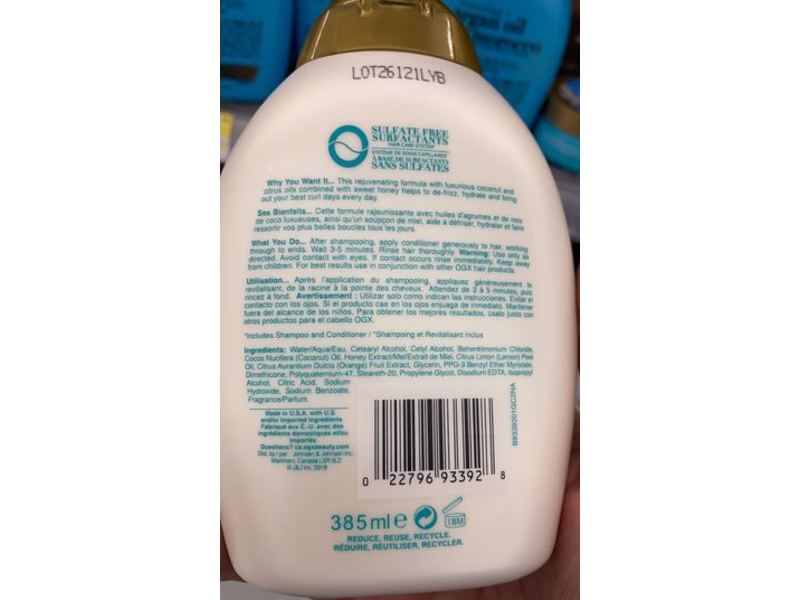 LOT26121LYB
SULFATE FREE
SURFACTANTS
HAIR CARE SYSTEM*
SYSTÈME DE SOINS CAPILLAIRES*
À BASE DE SURFACTANTS
SANS SULFATES
Why You Want It... This rejuvenating formula with luxurious coconut and
citrus oils combined with sweet honey helps to de-frizz, hydrate and bring
out your best curl days every day.
Ses Bienfaits... Cette formule rajeunissante avec huiles d'agrumes et de noix
de coco luxueuses, ainsi qu'un soupçon de miel, aide à défriser, hydrater et faire
ressortir vos plus belles boucles tous les jours.
What You Do... After shampooing, apply conditioner generously to hair, working
through to ends. Wait 3-5 minutes. Rinse hair thoroughly. Warning: Use only as
directed. Avoid contact with eyes. If contact occurs rinse immediately. Keep away
from children. For best results use in conjunction with other OGX hair products.
Utilisation... Après l'application du shampooing, appliquez généreusement le
revitalisant, de la racine à la pointe des cheveux. Attendez de 3 à 5 minutes, puis
rincez à fond. Avertissement : Utilizar solo como indican las instrucciones. Evitar el
contacto con los ojos. Si el producto cae en los ojos enjuaga de inmediato. Mantener
fuera del alcance de los niños. Para obtener los mejores resultados, úsalo junto con
otros productos para el cabello OGX.
*Includes Shampoo and Conditioner / *Shampoing et Revitalisant inclus
Ingredients: Water/Aqua/Eau, Cetearyl Alcohol, Cetyl Alcohol, Behentrimonium Chloride,
Cocos Nucifera (Coconut) Oil, Honey Extract/Mel/Extrait de Miel, Citrus Limon (Lemon) Peel
Oil, Citrus Aurantium Dulcis (Orange) Fruit Extract, Glycerin, PPG-3 Benzyl Ether Myristate,
Dimethicone, Polyquaternium-47, Steareth-20, Propylene Glycol, Disodium EDTA, Isopropyl
Alcohol, Citric Acid, Sodium
Hydroxide, Sodium Benzoate,
Fragrance/Parfum.
Made in U.S.A. with U.S.
and/or imported ingredients
Fabriqué aux É.-U. avec des
ingrédients domestiques et/ou
importés
Questions? ca.ogxbeauty.com
Dist. by / par : Johnson & Johnson Inc.
Markham, Canada L3R 5L2
© J&J Inc. 2019
0 22796 93392 8
385ml e
18M
REDUCE, REUSE, RECYCLE.
RÉDUIRE, RÉUTILISER, RECYCLER.